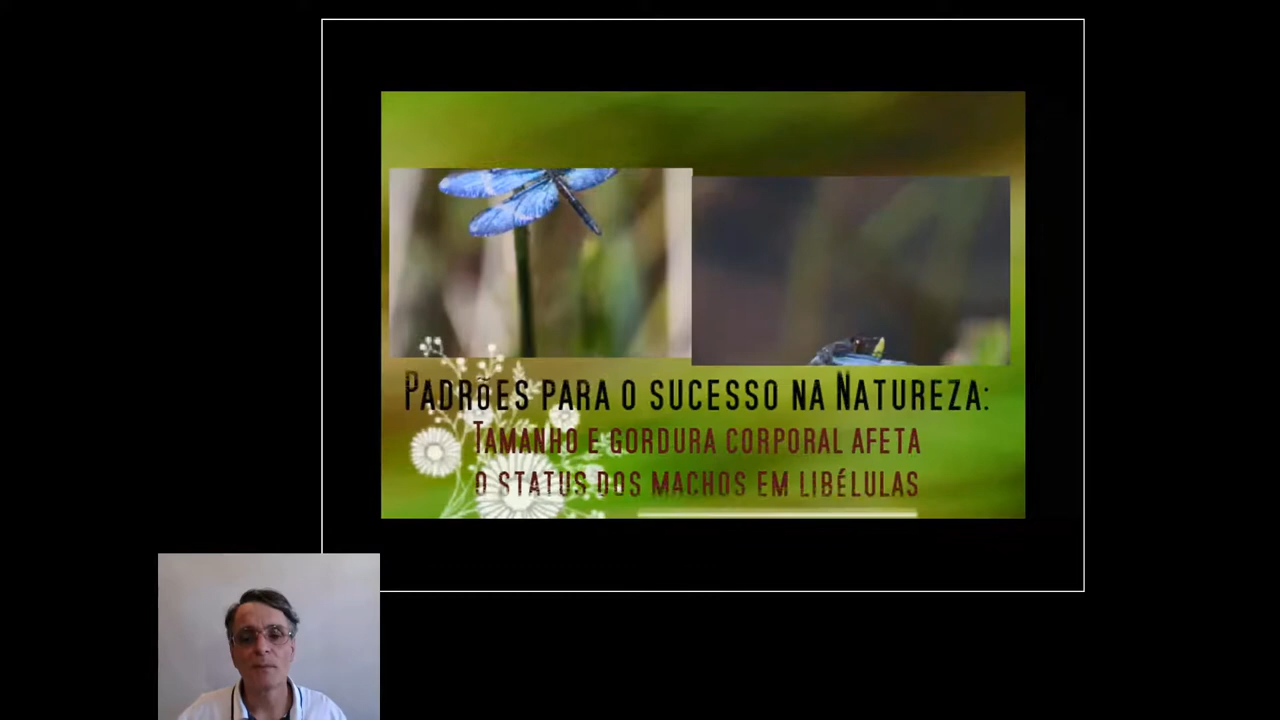 Padrões para o sucesso na Natureza:
Tamanho e gordura corporal afeta
o status dos machos em libélulas